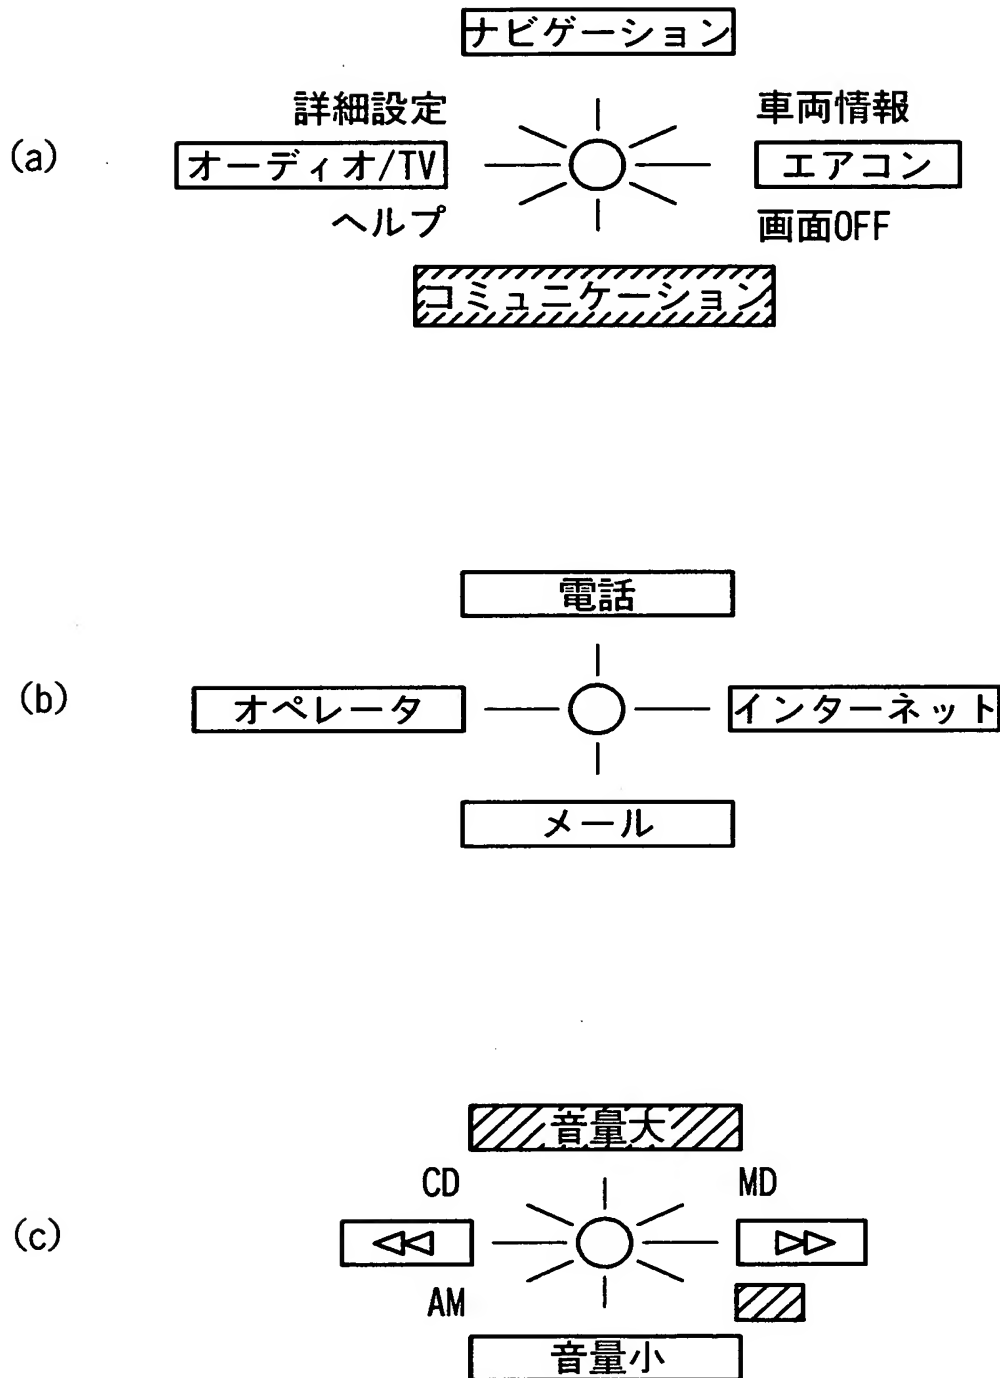 ナビゲーション
詳細設定 車両情報
(a) オーディオ/TV エアコン
ヘルプ 画面OFF
コミュニケーション
電話
(b) オペレータ インターネット
メール
音量大
CD MD
(c)
AM
音量小